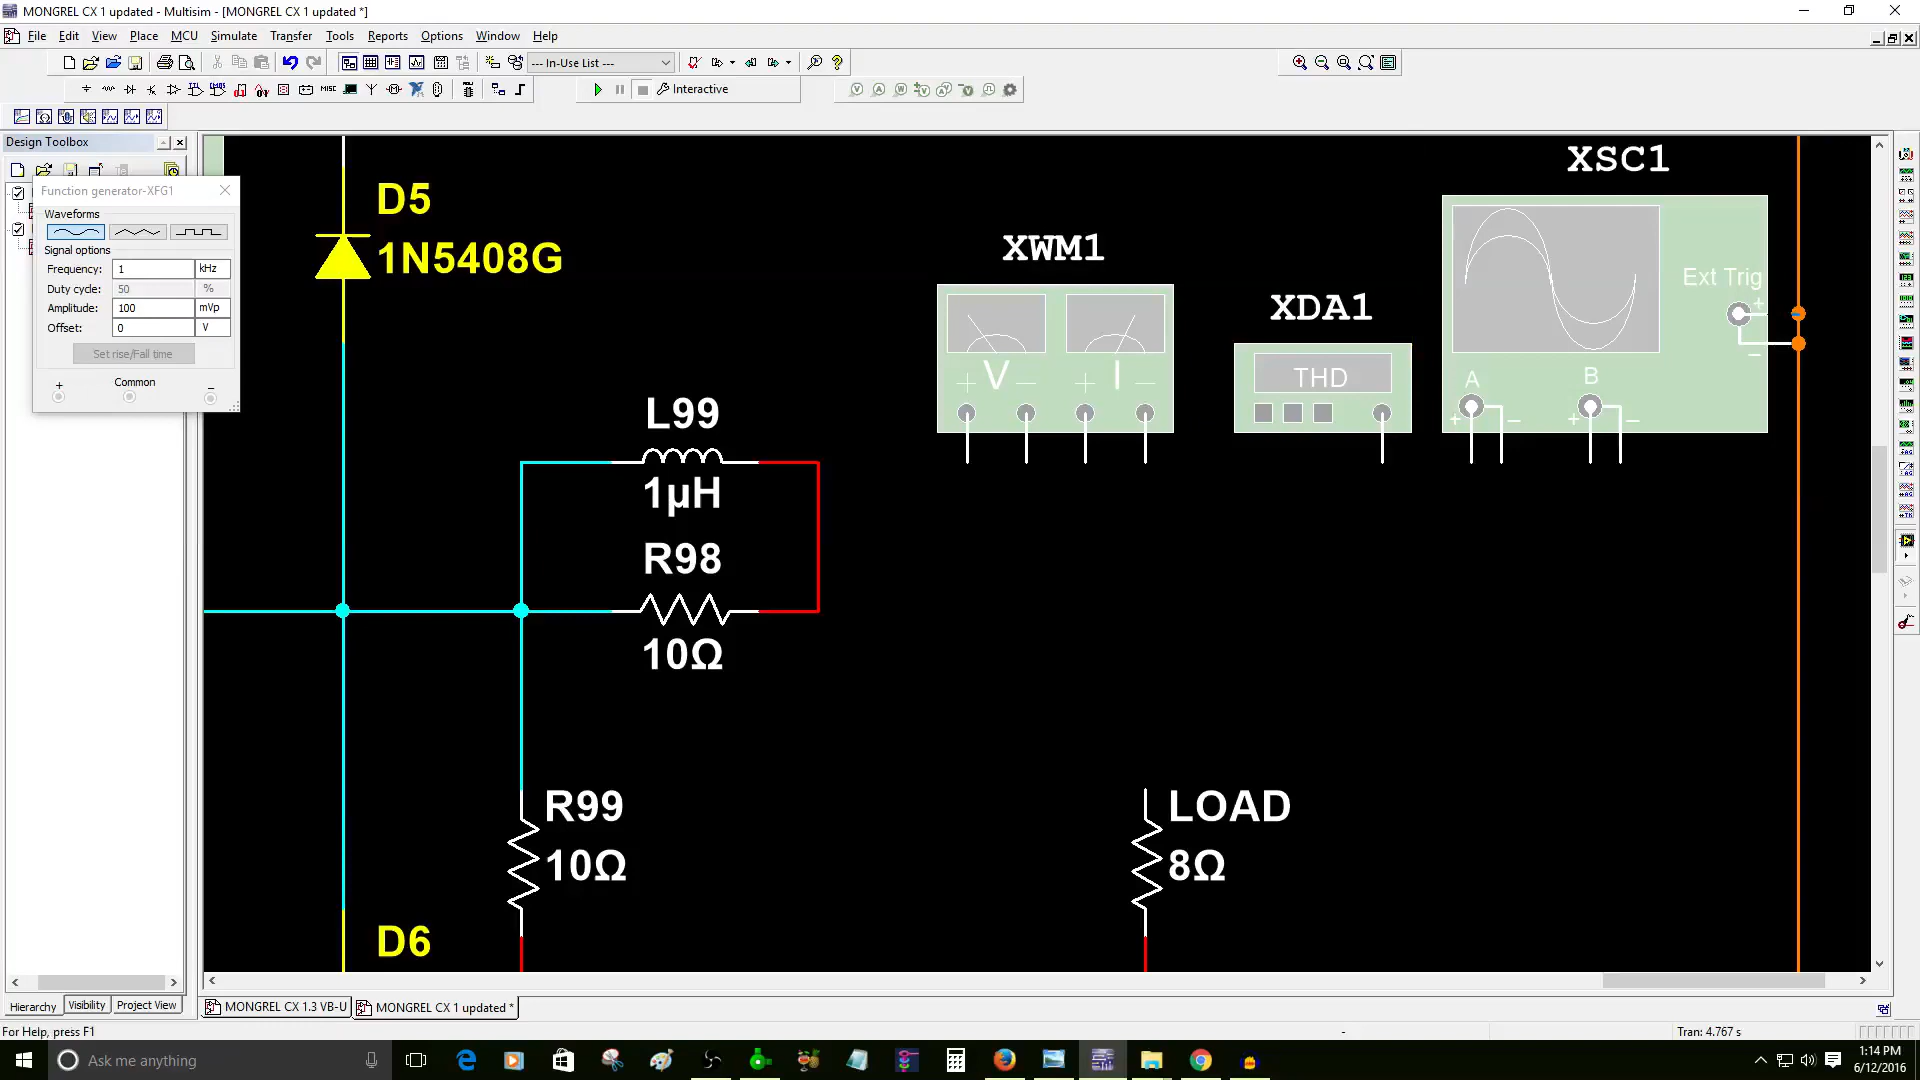 MONGREL CX 1 updated - Multisim - [MONGREL CX 1 updated *]
File Edit View Place MCU Simulate Transfer Tools Reports Options Window Help
--- In-Use List ---
Interactive
Design Toolbox
Function generator-XFG1
Waveforms
Signal options
Frequency: 1 kHz
Duty cycle: 50 %
Amplitude: 100 mVp
Offset: 0 V
Set rise/Fall time
+ Common −
D5
1N5408G
L99
1µH
R98
10Ω
R99
10Ω
D6
XWM1
+ V − + I −
XDA1
THD
XSC1
Ext Trig
+
−
A B
+ − + −
LOAD
8Ω
Hierarchy Visibility Project View
MONGREL CX 1.3 VB-U MONGREL CX 1 updated *
For Help, press F1
-
Tran: 4.767 s
Ask me anything
1:14 PM
6/12/2016